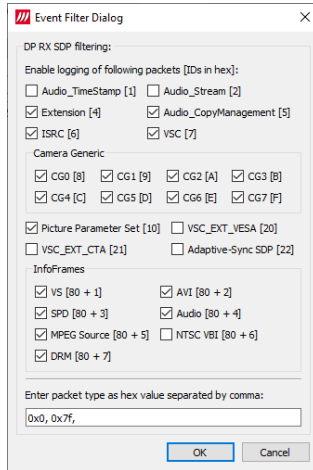 Event Filter Dialog
DP RX SDP filtering:
Enable logging of following packets [IDs in hex]:
Audio_TimeStamp [1] Audio_Stream [2]
Extension [4] Audio_CopyManagement [5]
ISRC [6] VSC [7]
Camera Generic
CG0 [8] CG1 [9] CG2 [A] CG3 [B]
CG4 [C] CG5 [D] CG6 [E] CG7 [F]
Picture Parameter Set [10] VSC_EXT_VESA [20]
VSC_EXT_CTA [21] Adaptive-Sync SDP [22]
InfoFrames
VS [80 + 1] AVI [80 + 2]
SPD [80 + 3] Audio [80 + 4]
MPEG Source [80 + 5] NTSC VBI [80 + 6]
DRM [80 + 7]
Enter packet type as hex value separated by comma:
0x0, 0x7f,
OK Cancel